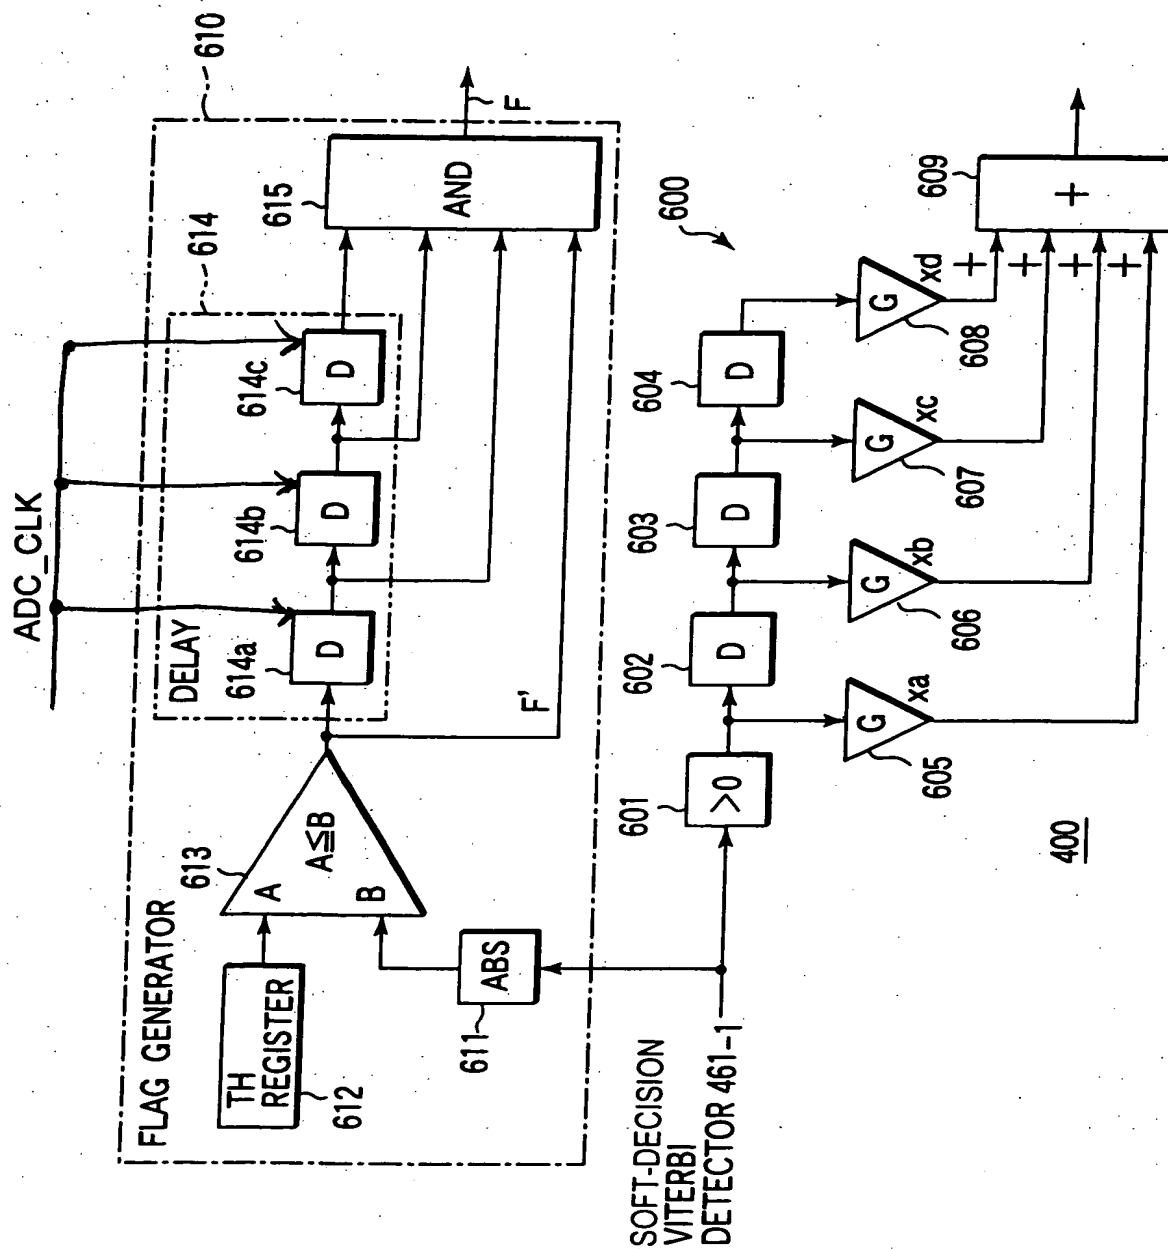 ADC_CLK
610
FLAG GENERATOR
614
DELAY
613
615
TH
REGISTER
612
A
A≦B
B
614a
D
614b
D
614c
D
AND
F
F'
ABS
611
600
SOFT-DECISION
VITERBI
DETECTOR 461-1
601
>0
602
D
603
D
604
D
G
xa
605
G
xb
606
G
xc
607
G
xd
608
+
+
+
+
609
+
400